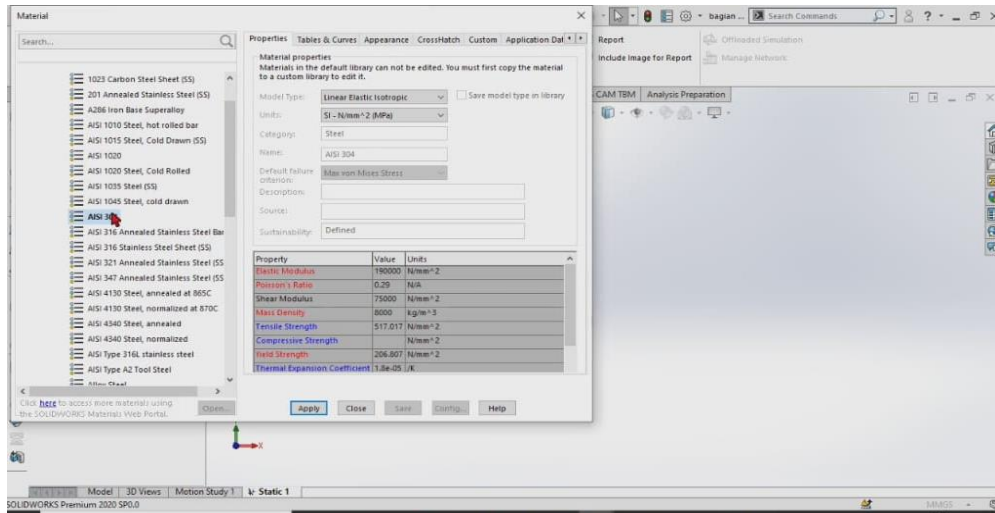 Material
Search...
1023 Carbon Steel Sheet (SS)
201 Annealed Stainless Steel (SS)
A286 Iron Base Superalloy
AISI 1010 Steel, hot rolled bar
AISI 1015 Steel, Cold Drawn (SS)
AISI 1020
AISI 1020 Steel, Cold Rolled
AISI 1035 Steel (SS)
AISI 1045 Steel, cold drawn
AISI 304
AISI 316 Annealed Stainless Steel Bar
AISI 316 Stainless Steel Sheet (SS)
AISI 321 Annealed Stainless Steel (SS
AISI 347 Annealed Stainless Steel (SS
AISI 4130 Steel, annealed at 865C
AISI 4130 Steel, normalized at 870C
AISI 4340 Steel, annealed
AISI 4340 Steel, normalized
AISI Type 316L stainless steel
AISI Type A2 Tool Steel
Alloy Steel
Click here to access more materials using
the SOLIDWORKS Materials Web Portal.
Open...
Properties Tables & Curves Appearance CrossHatch Custom Application Dat
Material properties
Materials in the default library can not be edited. You must first copy the material
to a custom library to edit it.
Model Type: Linear Elastic Isotropic Save model type in library
Units: SI - N/mm^2 (MPa)
Category: Steel
Name: AISI 304
Default failure criterion: Max von Mises Stress
Description:
Source:
Sustainability: Defined
Property Value Units
Elastic Modulus 190000 N/mm^2
Poisson's Ratio 0.29 N/A
Shear Modulus 75000 N/mm^2
Mass Density 8000 kg/m^3
Tensile Strength 517.017 N/mm^2
Compressive Strength N/mm^2
Yield Strength 206.807 N/mm^2
Thermal Expansion Coefficient 1.8e-05 /K
Apply Close Save Config... Help
bagian ... Search Commands
Report Offloaded Simulation
Include Image for Report Manage Network
CAM TBM Analysis Preparation
X
Model 3D Views Motion Study 1 Static 1
SOLIDWORKS Premium 2020 SP0.0
MMGS